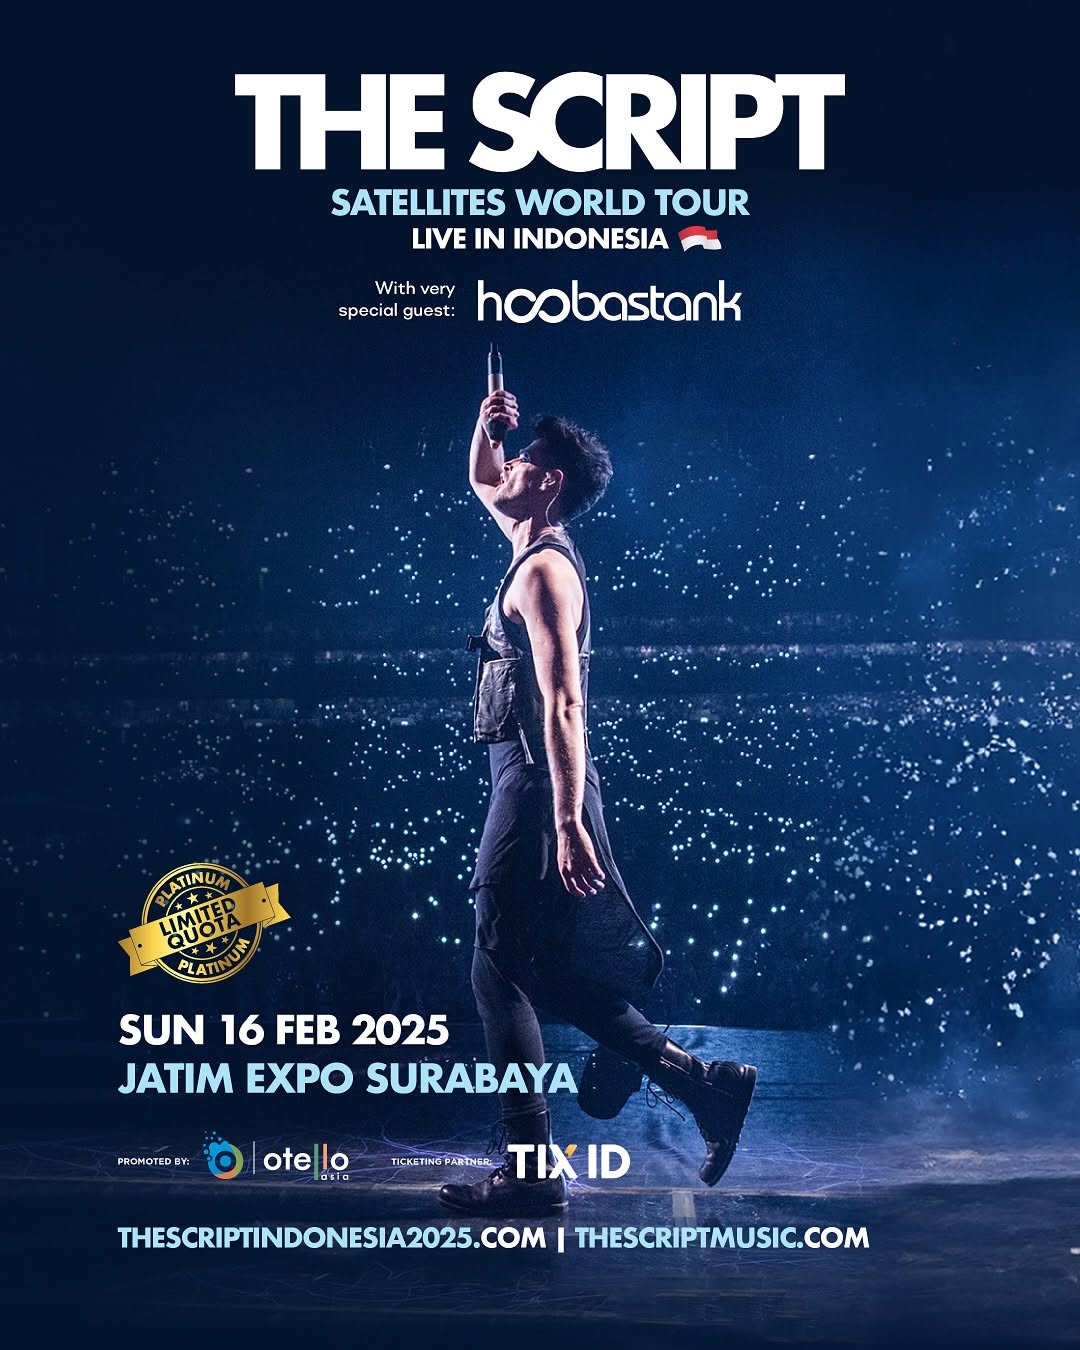 THE SCRIPT
SATELLITES WORLD TOUR
LIVE IN INDONESIA
With very
special guest:
hoobastank
PLATINUM
LIMITED
QUOTA
PLATINUM
SUN 16 FEB 2025
JATIM EXPO SURABAYA
PROMOTED BY: otello asia TICKETING PARTNER: TIX ID
THESCRIPTINDONESIA2025.COM | THESCRIPTMUSIC.COM